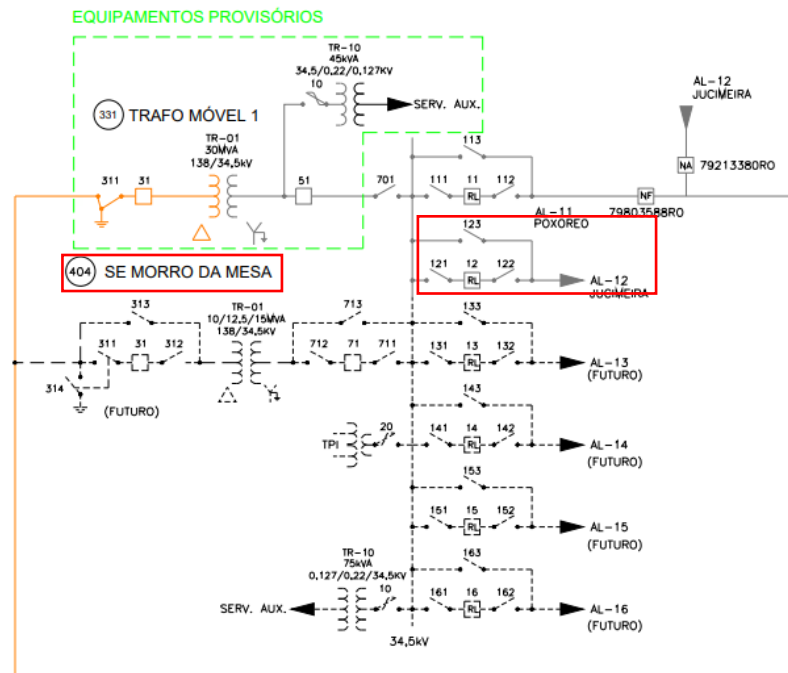 EQUIPAMENTOS PROVISÓRIOS
TR-10
45kVA
34.5/0.22/0.127KV
10
SERV. AUX.
AL-12
JUCIMEIRA
331 TRAFO MÓVEL 1
TR-01
30MVA
138/34.5kV
311
31
51
701
113
111
11
112
RL
NF
NA
79213380RO
AL-11
POXOREO
79803588RO
123
404 SE MORRO DA MESA
121
12
122
RL
AL-12
JUCIMEIRA
313
TR-01
10/12.5/15MVA
138/34.5KV
713
133
311
31
312
712
71
711
131
13
132
RL
AL-13
(FUTURO)
314
(FUTURO)
143
TPI
20
141
14
142
RL
AL-14
(FUTURO)
153
151
15
152
RL
AL-15
(FUTURO)
TR-10
75kVA
0.127/0.22/34.5KV
10
163
SERV. AUX.
161
16
162
RL
AL-16
(FUTURO)
34,5kV